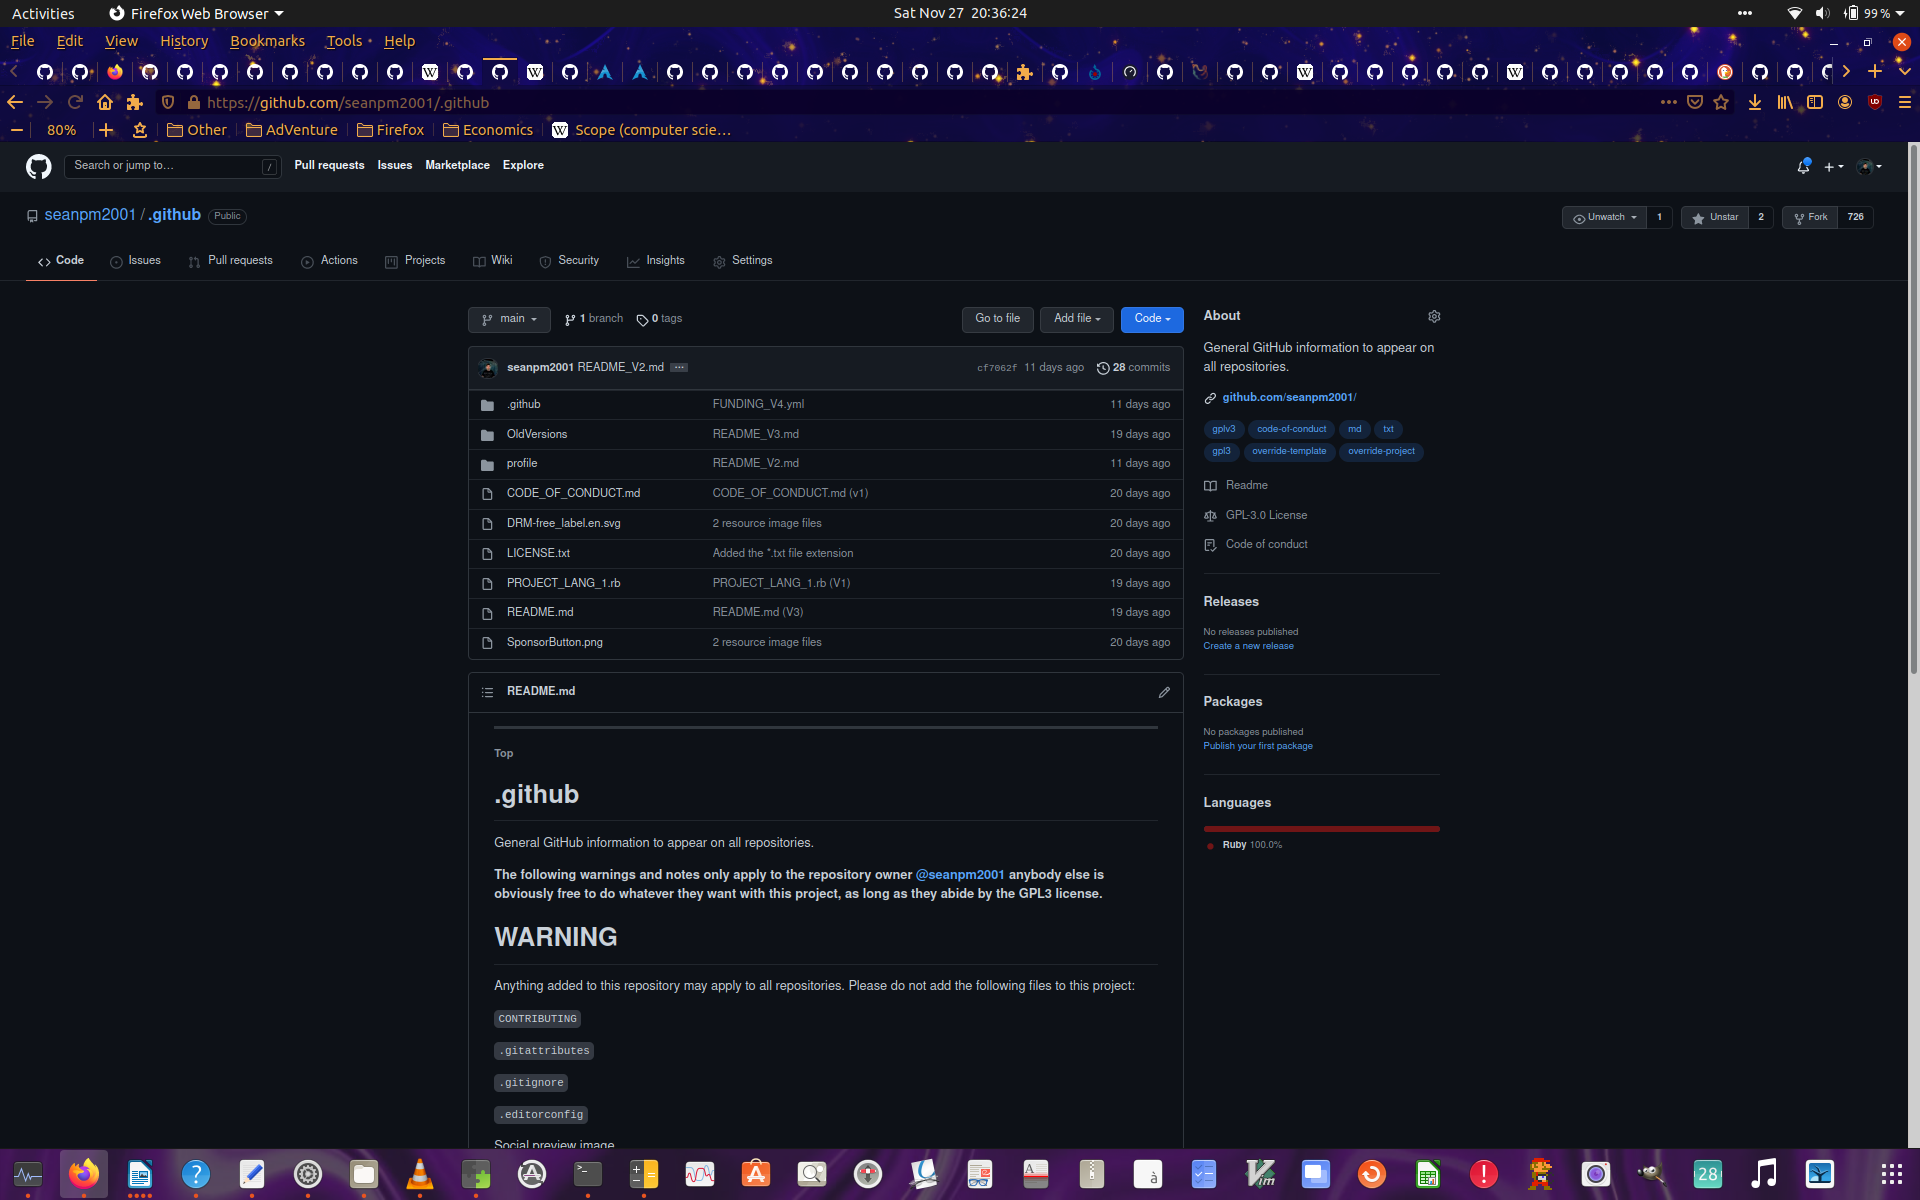 Activities
Firefox Web Browser
Sat Nov 27 20:36:24
99 %
File Edit View History Bookmarks Tools Help
https://github.com/seanpm2001/.github
80%
Other
AdVenture
Firefox
Economics
Scope (computer scie…
Search or jump to…
/
Pull requests
Issues
Marketplace
Explore
seanpm2001 / .github Public
Unwatch 1
Unstar 2
Fork 726
Code
Issues
Pull requests
Actions
Projects
Wiki
Security
Insights
Settings
main
1 branch
0 tags
Go to file
Add file
Code
seanpm2001 README_V2.md
cf7062f 11 days ago
28 commits
.github FUNDING_V4.yml 11 days ago
OldVersions README_V3.md 19 days ago
profile README_V2.md 11 days ago
CODE_OF_CONDUCT.md CODE_OF_CONDUCT.md (v1) 20 days ago
DRM-free_label.en.svg 2 resource image files 20 days ago
LICENSE.txt Added the *.txt file extension 20 days ago
PROJECT_LANG_1.rb PROJECT_LANG_1.rb (V1) 19 days ago
README.md README.md (V3) 19 days ago
SponsorButton.png 2 resource image files 20 days ago
README.md
Top
.github
General GitHub information to appear on all repositories.
The following warnings and notes only apply to the repository owner @seanpm2001 anybody else is
obviously free to do whatever they want with this project, as long as they abide by the GPL3 license.
WARNING
Anything added to this repository may apply to all repositories. Please do not add the following files to this project:
CONTRIBUTING
.gitattributes
.gitignore
.editorconfig
Social preview image
About
General GitHub information to appear on
all repositories.
github.com/seanpm2001/
gplv3 code-of-conduct md txt
gpl3 override-template override-project
Readme
GPL-3.0 License
Code of conduct
Releases
No releases published
Create a new release
Packages
No packages published
Publish your first package
Languages
Ruby 100.0%
28